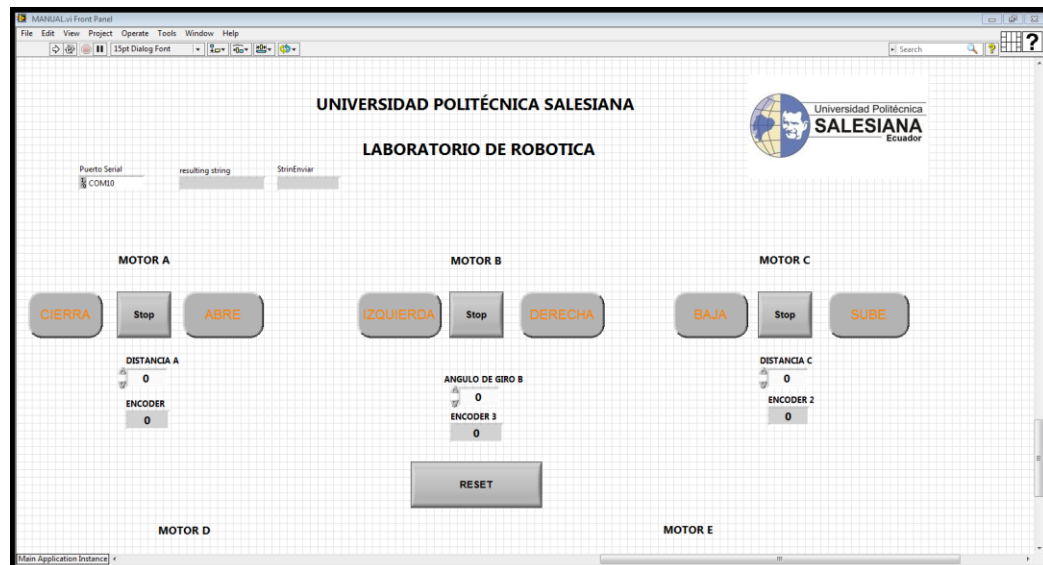 MANUAL.vi Front Panel
File Edit View Project Operate Tools Window Help
15pt Dialog Font
Search
?
UNIVERSIDAD POLITÉCNICA SALESIANA
Universidad Politécnica
SALESIANA
Ecuador
LABORATORIO DE ROBOTICA
Puerto Serial resulting string StrinEnviar
COM10
MOTOR A MOTOR B MOTOR C
CIERRA Stop ABRE IZQUIERDA Stop DERECHA BAJA Stop SUBE
DISTANCIA A
0
ENCODER
0
ANGULO DE GIRO B
0
ENCODER 3
0
DISTANCIA C
0
ENCODER 2
0
RESET
MOTOR D MOTOR E
Main Application Instance